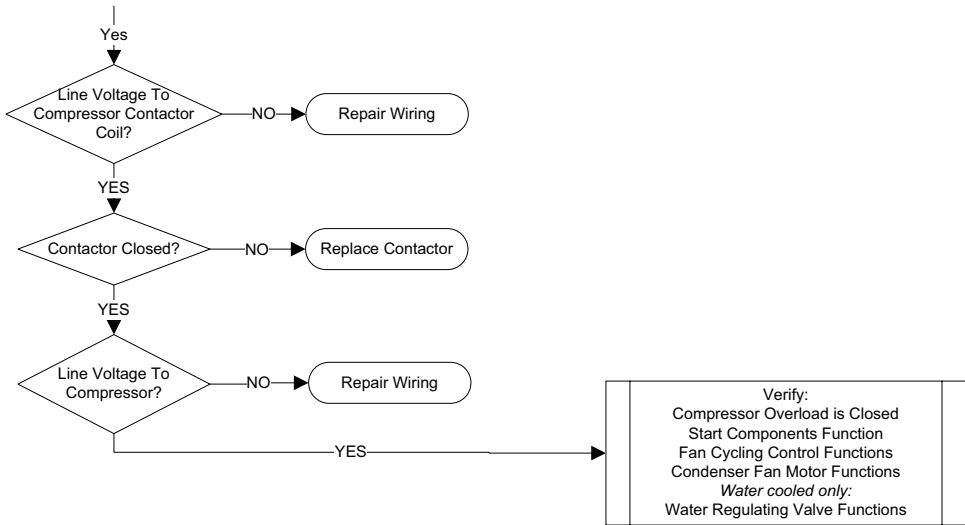 Yes
Line Voltage To
Compressor Contactor
Coil?
NO
Repair Wiring
YES
Contactor Closed?
NO
Replace Contactor
YES
Line Voltage To
Compressor?
NO
Repair Wiring
YES
Verify:
Compressor Overload is Closed
Start Components Function
Fan Cycling Control Functions
Condenser Fan Motor Functions
Water cooled only:
Water Regulating Valve Functions